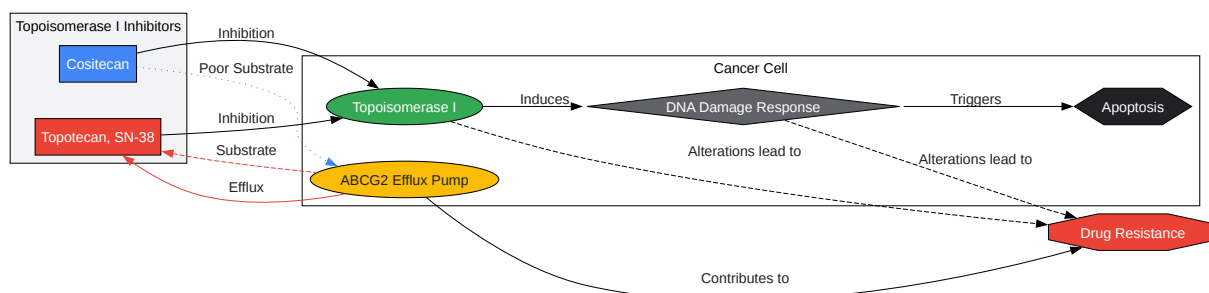 Topoisomerase I Inhibitors
Cositecan
Topotecan, SN-38
Inhibition
Poor Substrate
Inhibition
Substrate
Efflux
Cancer Cell
Topoisomerase I
Induces
DNA Damage Response
Triggers
Apoptosis
ABCG2 Efflux Pump
Alterations lead to
Alterations lead to
Drug Resistance
Contributes to